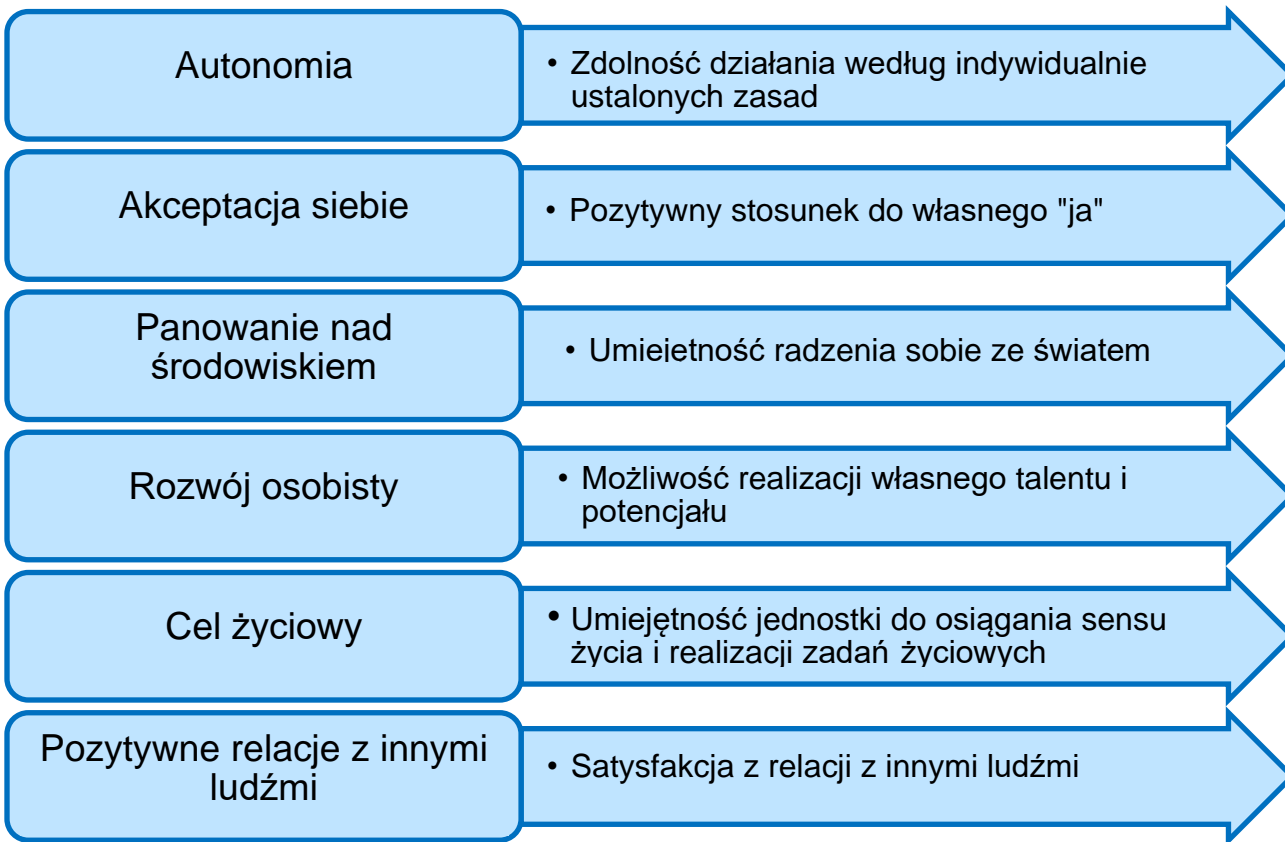 Autonomia
• Zdolność działania według indywidualnie
ustalonych zasad
Akceptacja siebie
• Pozytywny stosunek do własnego "ja"
Panowanie nad
środowiskiem
• Umiejętność radzenia sobie ze światem
Rozwój osobisty
• Możliwość realizacji własnego talentu i
potencjału
Cel życiowy
• Umiejętność jednostki do osiągania sensu
życia i realizacji zadań życiowych
Pozytywne relacje z innymi
ludźmi
• Satysfakcja z relacji z innymi ludźmi